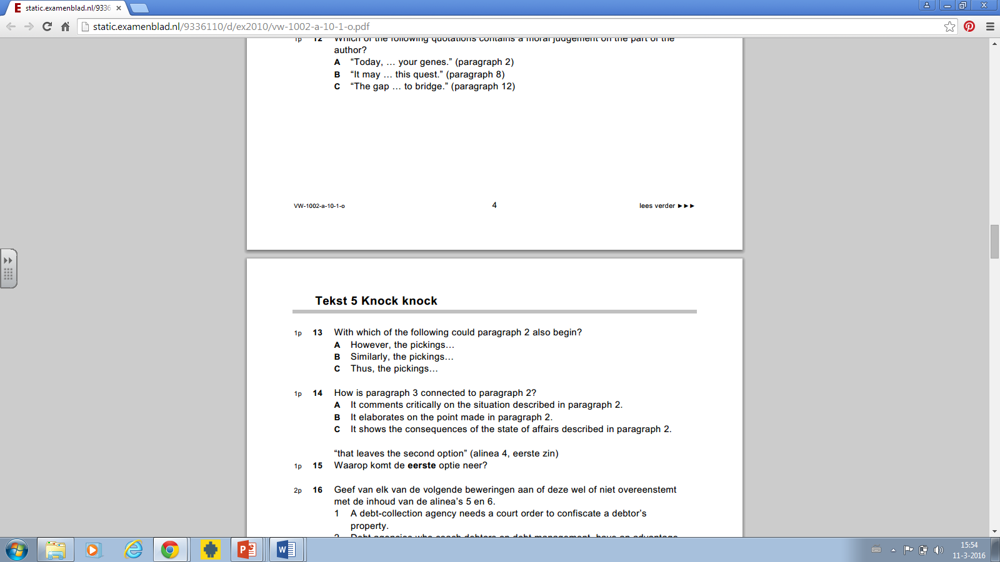 static.examenblad.nl/9336
static.examenblad.nl/9336110/d/ex2010/vw-1002-a-10-1-o.pdf
1p 12 Which of the following quotations contains a moral judgement on the part of the
author?
A “Today, … your genes.” (paragraph 2)
B “It may … this quest.” (paragraph 8)
C “The gap … to bridge.” (paragraph 12)
VW-1002-a-10-1-o 4 lees verder ►►►
Tekst 5 Knock knock
1p 13 With which of the following could paragraph 2 also begin?
A However, the pickings…
B Similarly, the pickings…
C Thus, the pickings…
1p 14 How is paragraph 3 connected to paragraph 2?
A It comments critically on the situation described in paragraph 2.
B It elaborates on the point made in paragraph 2.
C It shows the consequences of the state of affairs described in paragraph 2.
“that leaves the second option” (alinea 4, eerste zin)
1p 15 Waarop komt de eerste optie neer?
2p 16 Geef van elk van de volgende beweringen aan of deze wel of niet overeenstemt
met de inhoud van de alinea’s 5 en 6.
1 A debt-collection agency needs a court order to confiscate a debtor’s
property.
2 Debt agencies who coach debtors on debt management, have an advantage
15:54
11-3-2016